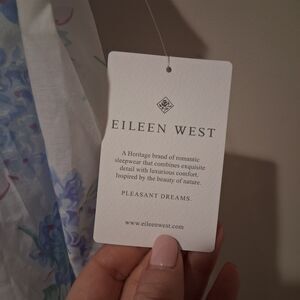 EILEEN WEST
A Heritage brand of romantic
sleepwear that combines exquisite
detail with luxurious comfort.
Inspired by the beauty of nature.
PLEASANT DREAMS
www.eileenwest.com